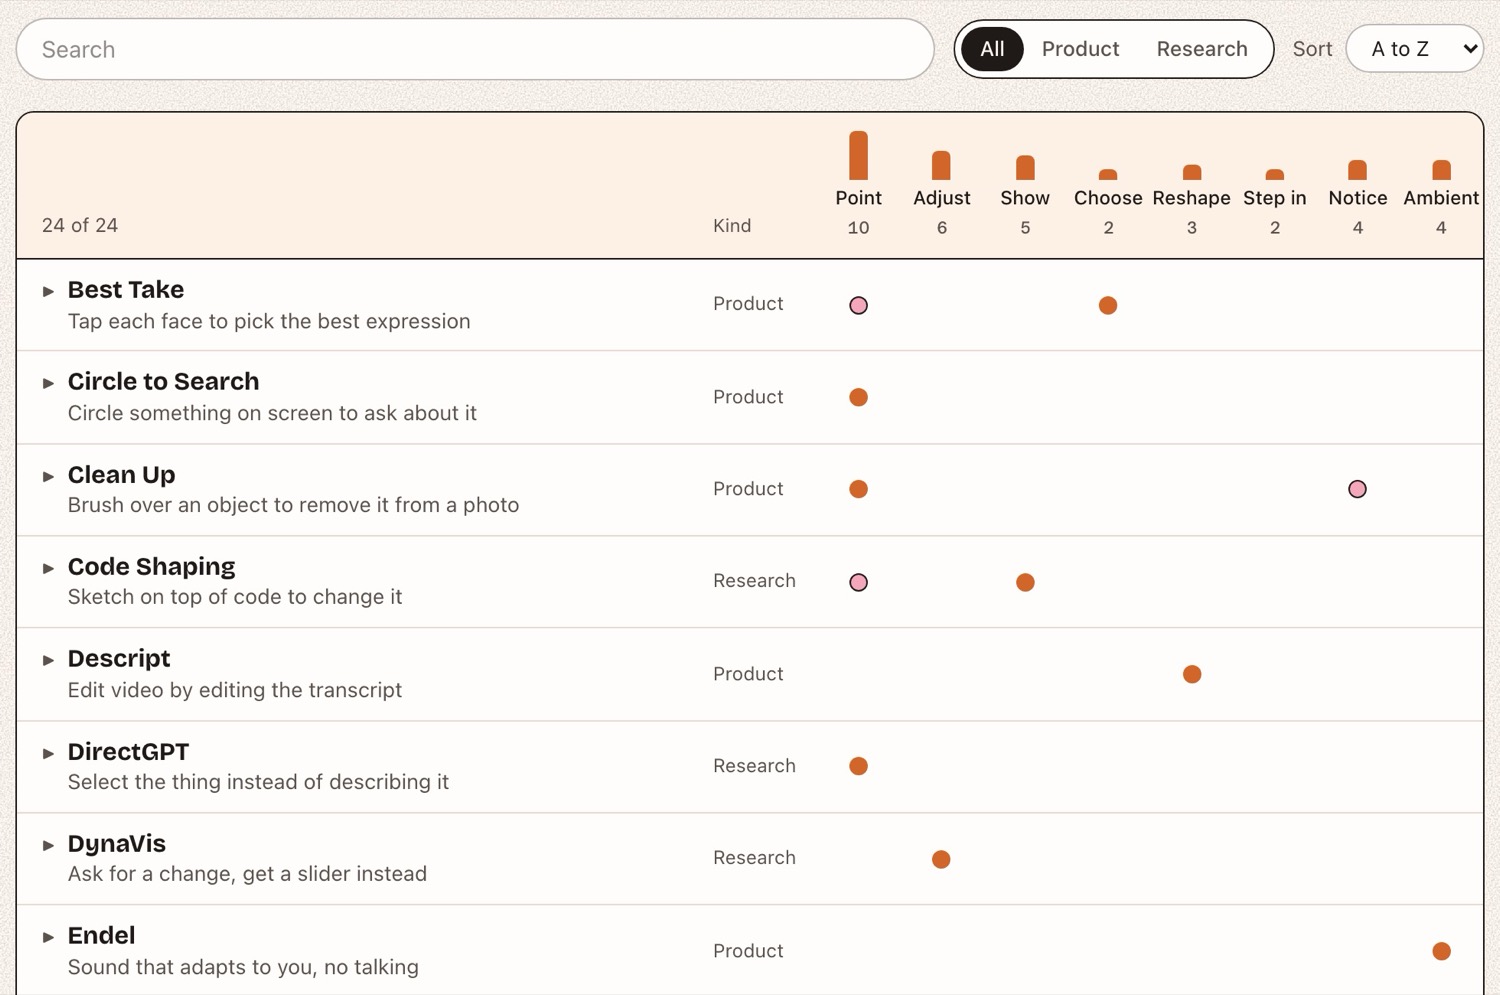 Search
All Product Research Sort A to Z
Point Adjust Show Choose Reshape Step in Notice Ambient
24 of 24 Kind 10 6 5 2 3 2 4 4
Best Take
Tap each face to pick the best expression
Product
Circle to Search
Circle something on screen to ask about it
Product
Clean Up
Brush over an object to remove it from a photo
Product
Code Shaping
Sketch on top of code to change it
Research
Descript
Edit video by editing the transcript
Product
DirectGPT
Select the thing instead of describing it
Research
DynaVis
Ask for a change, get a slider instead
Research
Endel
Sound that adapts to you, no talking
Product